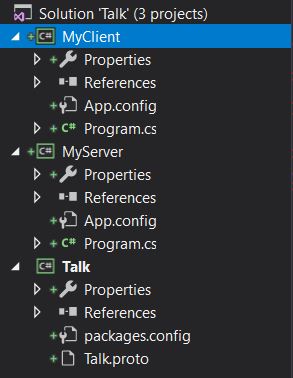 Solution 'Talk' (3 projects)
C# MyClient
Properties
References
App.config
C# Program.cs
C# MyServer
Properties
References
App.config
C# Program.cs
C# Talk
Properties
References
packages.config
Talk.proto